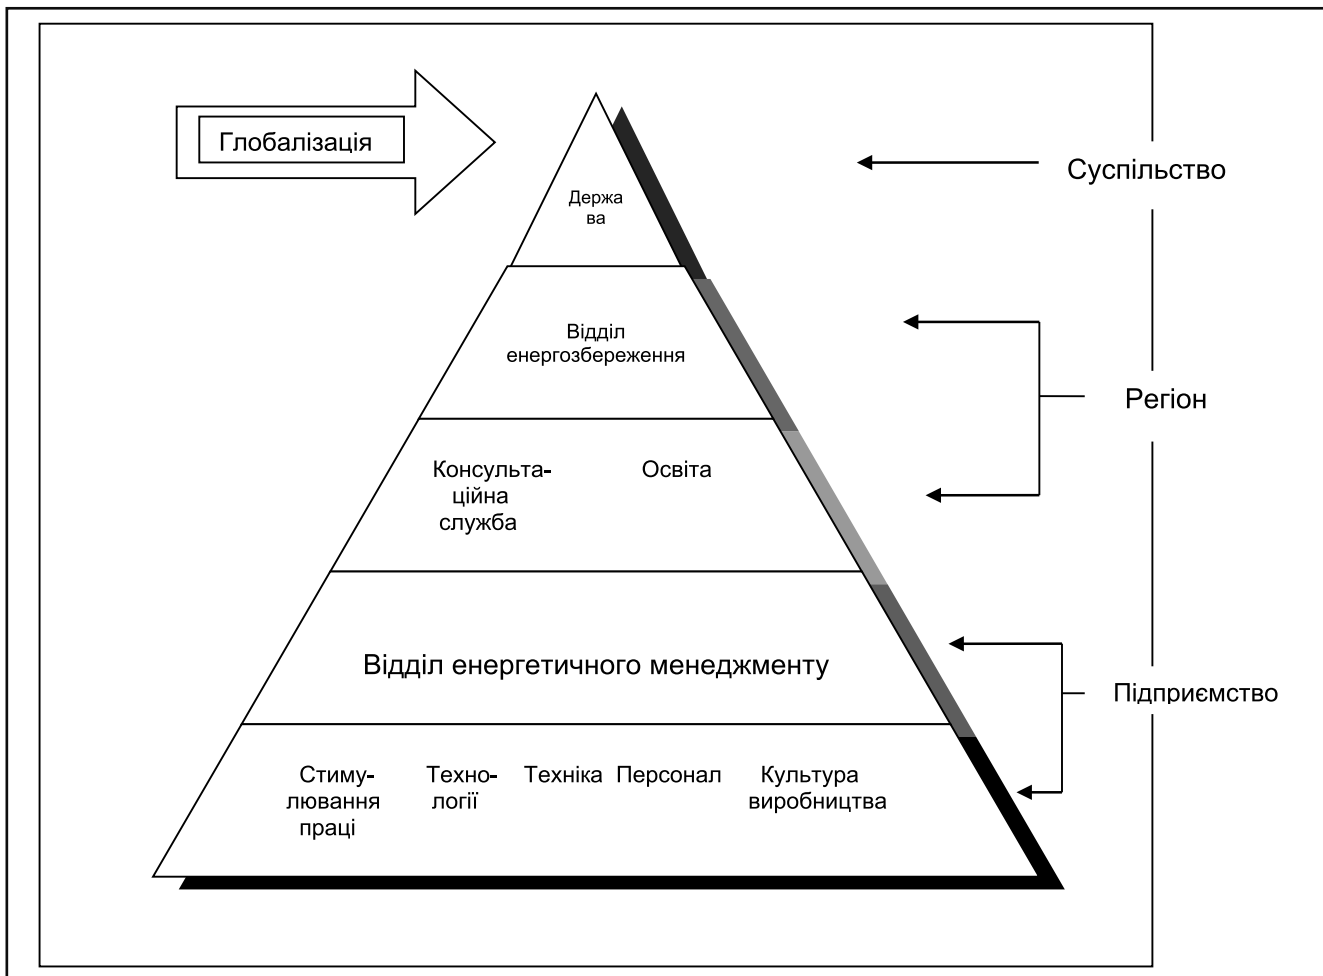 Глобалізація
Суспільство
Держа
ва
Відділ
енергозбереження
Регіон
Консульта-
ційна
служба
Освіта
Відділ енергетичного менеджменту
Підприємство
Стиму-
лювання
праці
Техно-
логії
Техніка
Персонал
Культура
виробництва